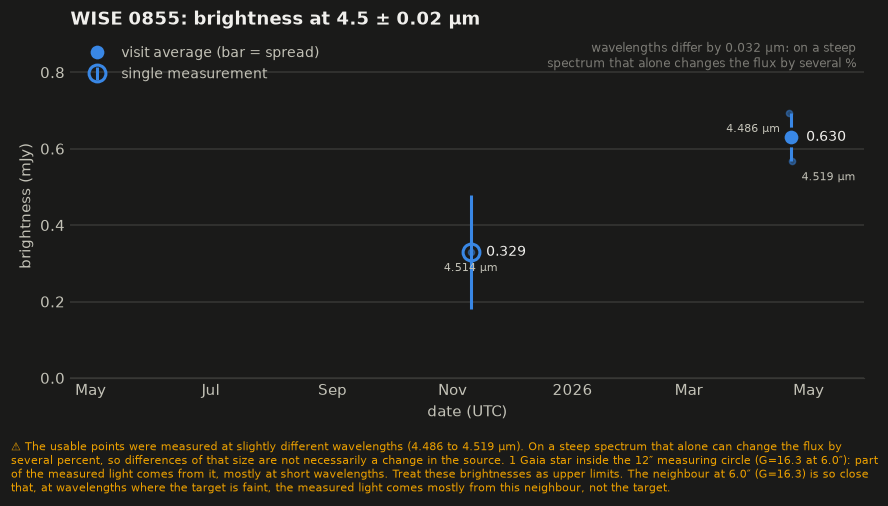 WISE 0855: brightness at 4.5 ± 0.02 μm
visit average (bar = spread)
single measurement
wavelengths differ by 0.032 μm: on a steep
spectrum that alone changes the flux by several %
brightness (mJy)
0.8
0.6
0.4
0.2
0.0
4.486 μm
0.630
4.519 μm
0.329
4.514 μm
May
Jul
Sep
Nov
2026
Mar
May
date (UTC)
⚠ The usable points were measured at slightly different wavelengths (4.486 to 4.519 μm). On a steep spectrum that alone can change the flux by
several percent, so differences of that size are not necessarily a change in the source. 1 Gaia star inside the 12″ measuring circle (G=16.3 at 6.0″): part
of the measured light comes from it, mostly at short wavelengths. Treat these brightnesses as upper limits. The neighbour at 6.0″ (G=16.3) is so close
that, at wavelengths where the target is faint, the measured light comes mostly from this neighbour, not the target.